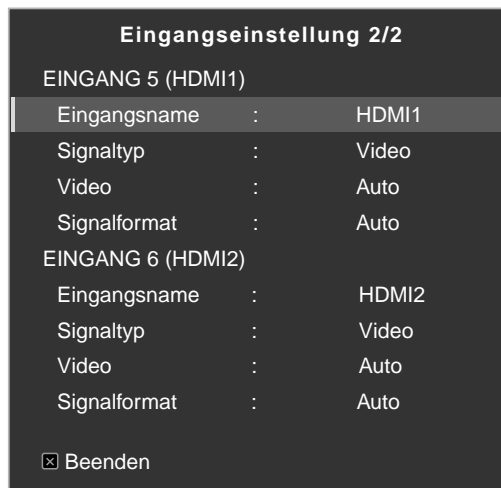 Eingangseinstellung 2/2
EINGANG 5 (HDMI1)
Eingangsname : HDMI1
Signaltyp : Video
Video : Auto
Signalformat : Auto
EINGANG 6 (HDMI2)
Eingangsname : HDMI2
Signaltyp : Video
Video : Auto
Signalformat : Auto
Beenden